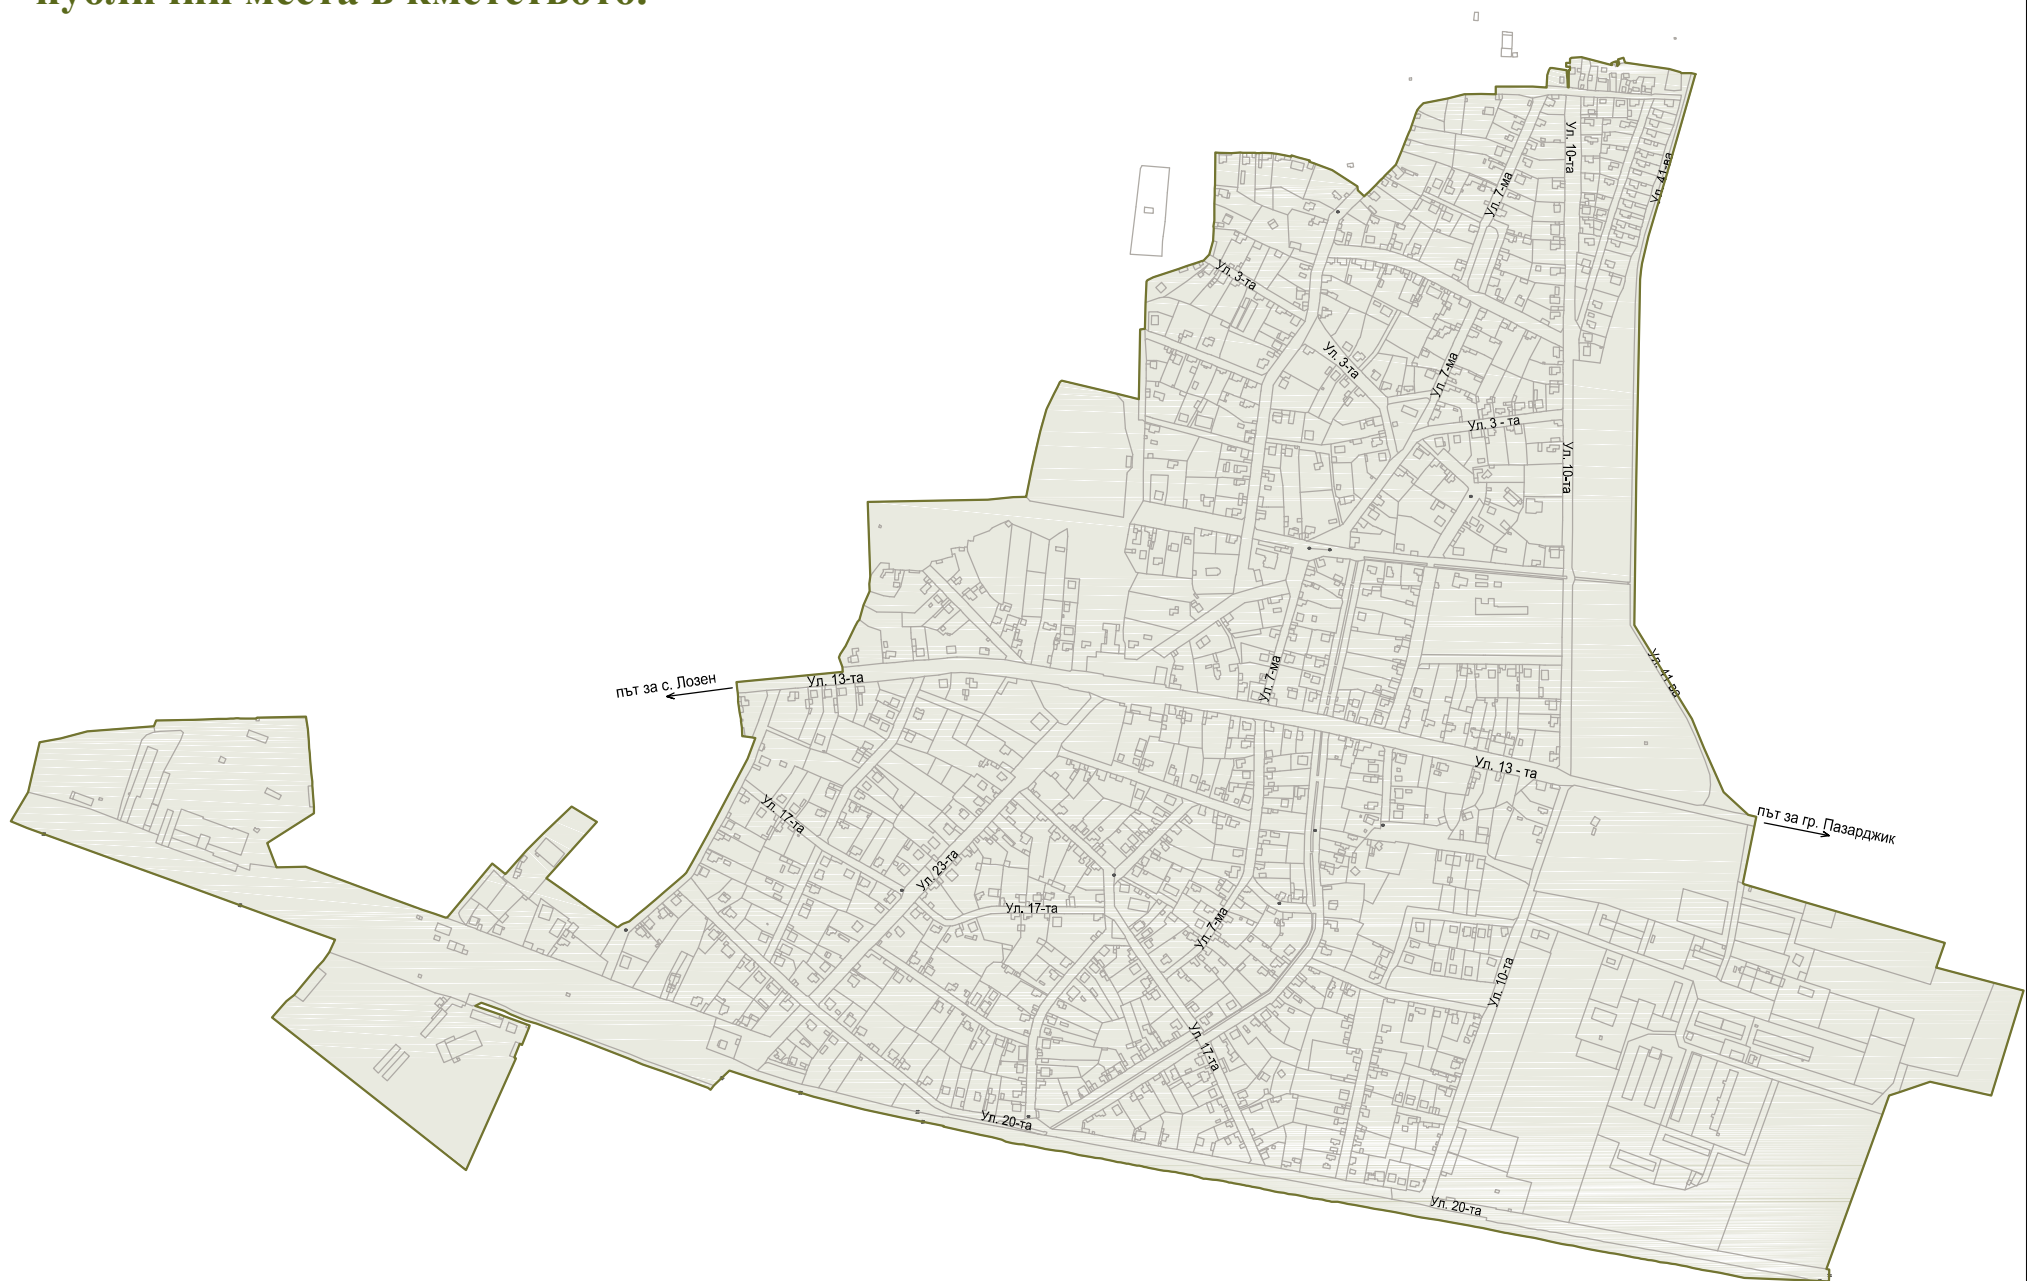 публични места в кметството.
Ул. 10-та
Ул. 41-ва
Ул. 7-ма
Ул. 3-та
Ул. 3-та
Ул. 7-ма
Ул. 3 - та
Ул. 10-та
Ул. 41-ва
Ул. 7-ма
път за с. Лозен
Ул. 13-та
Ул. 13 - та
път за гр. Пазарджик
Ул. 17-та
Ул. 23-та
Ул. 17-та
Ул. 7-ма
Ул. 10-та
Ул. 17-та
Ул. 20-та
Ул. 20-та